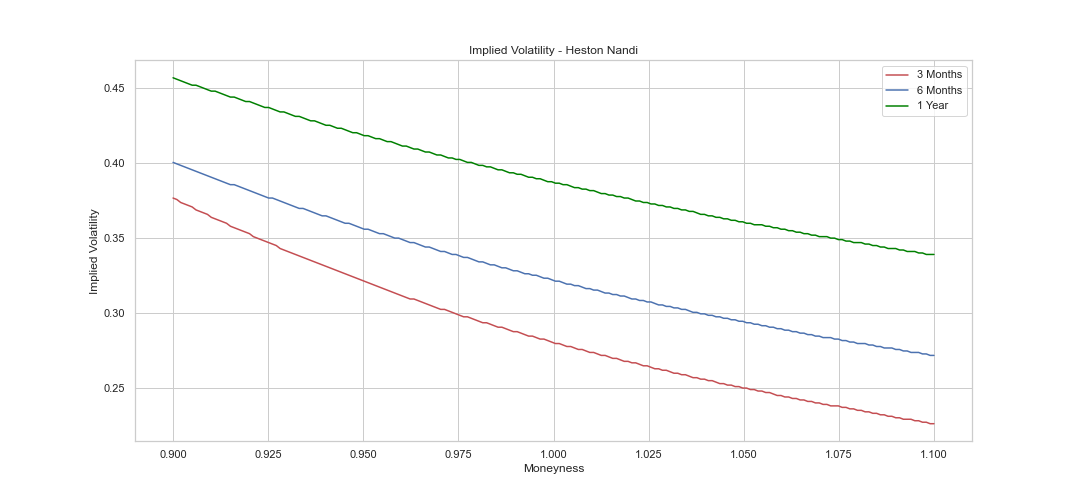 Implied Volatility - Heston Nandi
3 Months
6 Months
1 Year
Implied Volatility
0.45
0.40
0.35
0.30
0.25
0.900 0.925 0.950 0.975 1.000 1.025 1.050 1.075 1.100
Moneyness